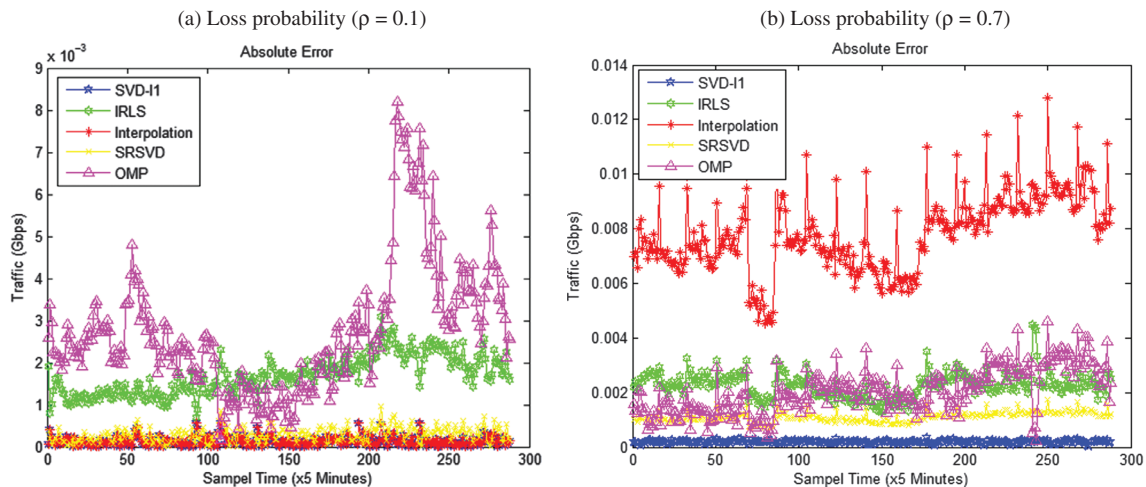 (a) Loss probability (ρ = 0.1)
Absolute Error
x 10⁻³
9
8
7
6
5
4
3
2
1
0
Traffic (Gbps)
SVD-l1
IRLS
Interpolation
SRSVD
OMP
0 50 100 150 200 250 300
Sampel Time (x5 Minutes)
(b) Loss probability (ρ = 0.7)
Absolute Error
0.014
0.012
0.01
0.008
0.006
0.004
0.002
0
Traffic (Gbps)
SVD-l1
IRLS
Interpolation
SRSVD
OMP
0 50 100 150 200 250 300
Sampel Time (x5 Minutes)